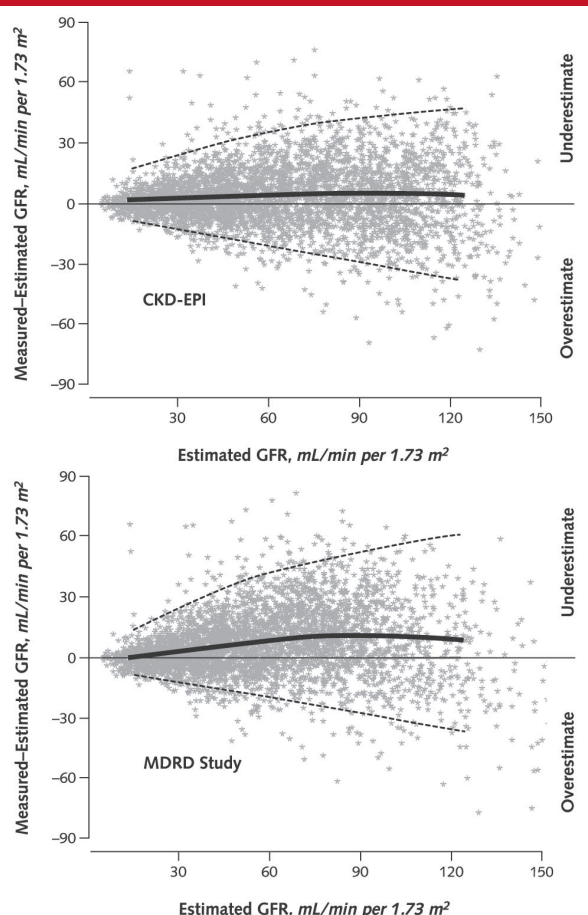 Measured–Estimated GFR, mL/min per 1.73 m²
90
60
30
0
–30
–60
–90
Underestimate
Overestimate
CKD-EPI
30 60 90 120 150
Estimated GFR, mL/min per 1.73 m²
Measured–Estimated GFR, mL/min per 1.73 m²
90
60
30
0
–30
–60
–90
Underestimate
Overestimate
MDRD Study
30 60 90 120 150
Estimated GFR, mL/min per 1.73 m²